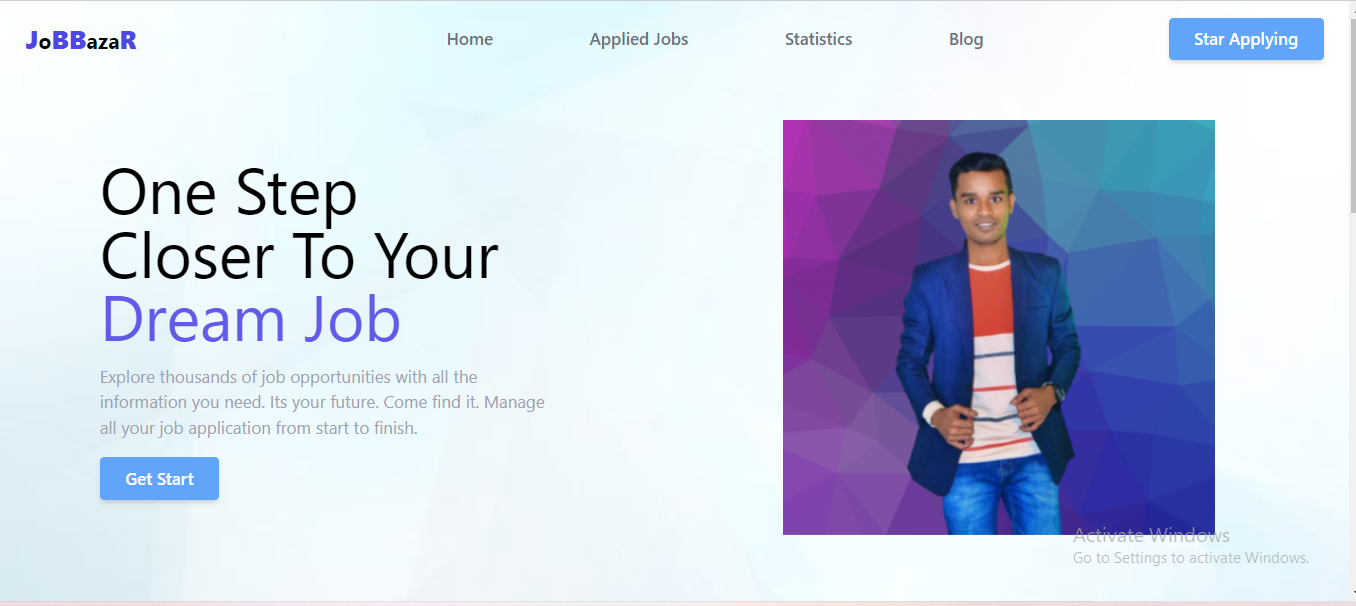 JoBBazaR
Home
Applied Jobs
Statistics
Blog
Star Applying
One Step
Closer To Your
Dream Job
Explore thousands of job opportunities with all the
information you need. Its your future. Come find it. Manage
all your job application from start to finish.
Get Start
Activate Windows
Go to Settings to activate Windows.